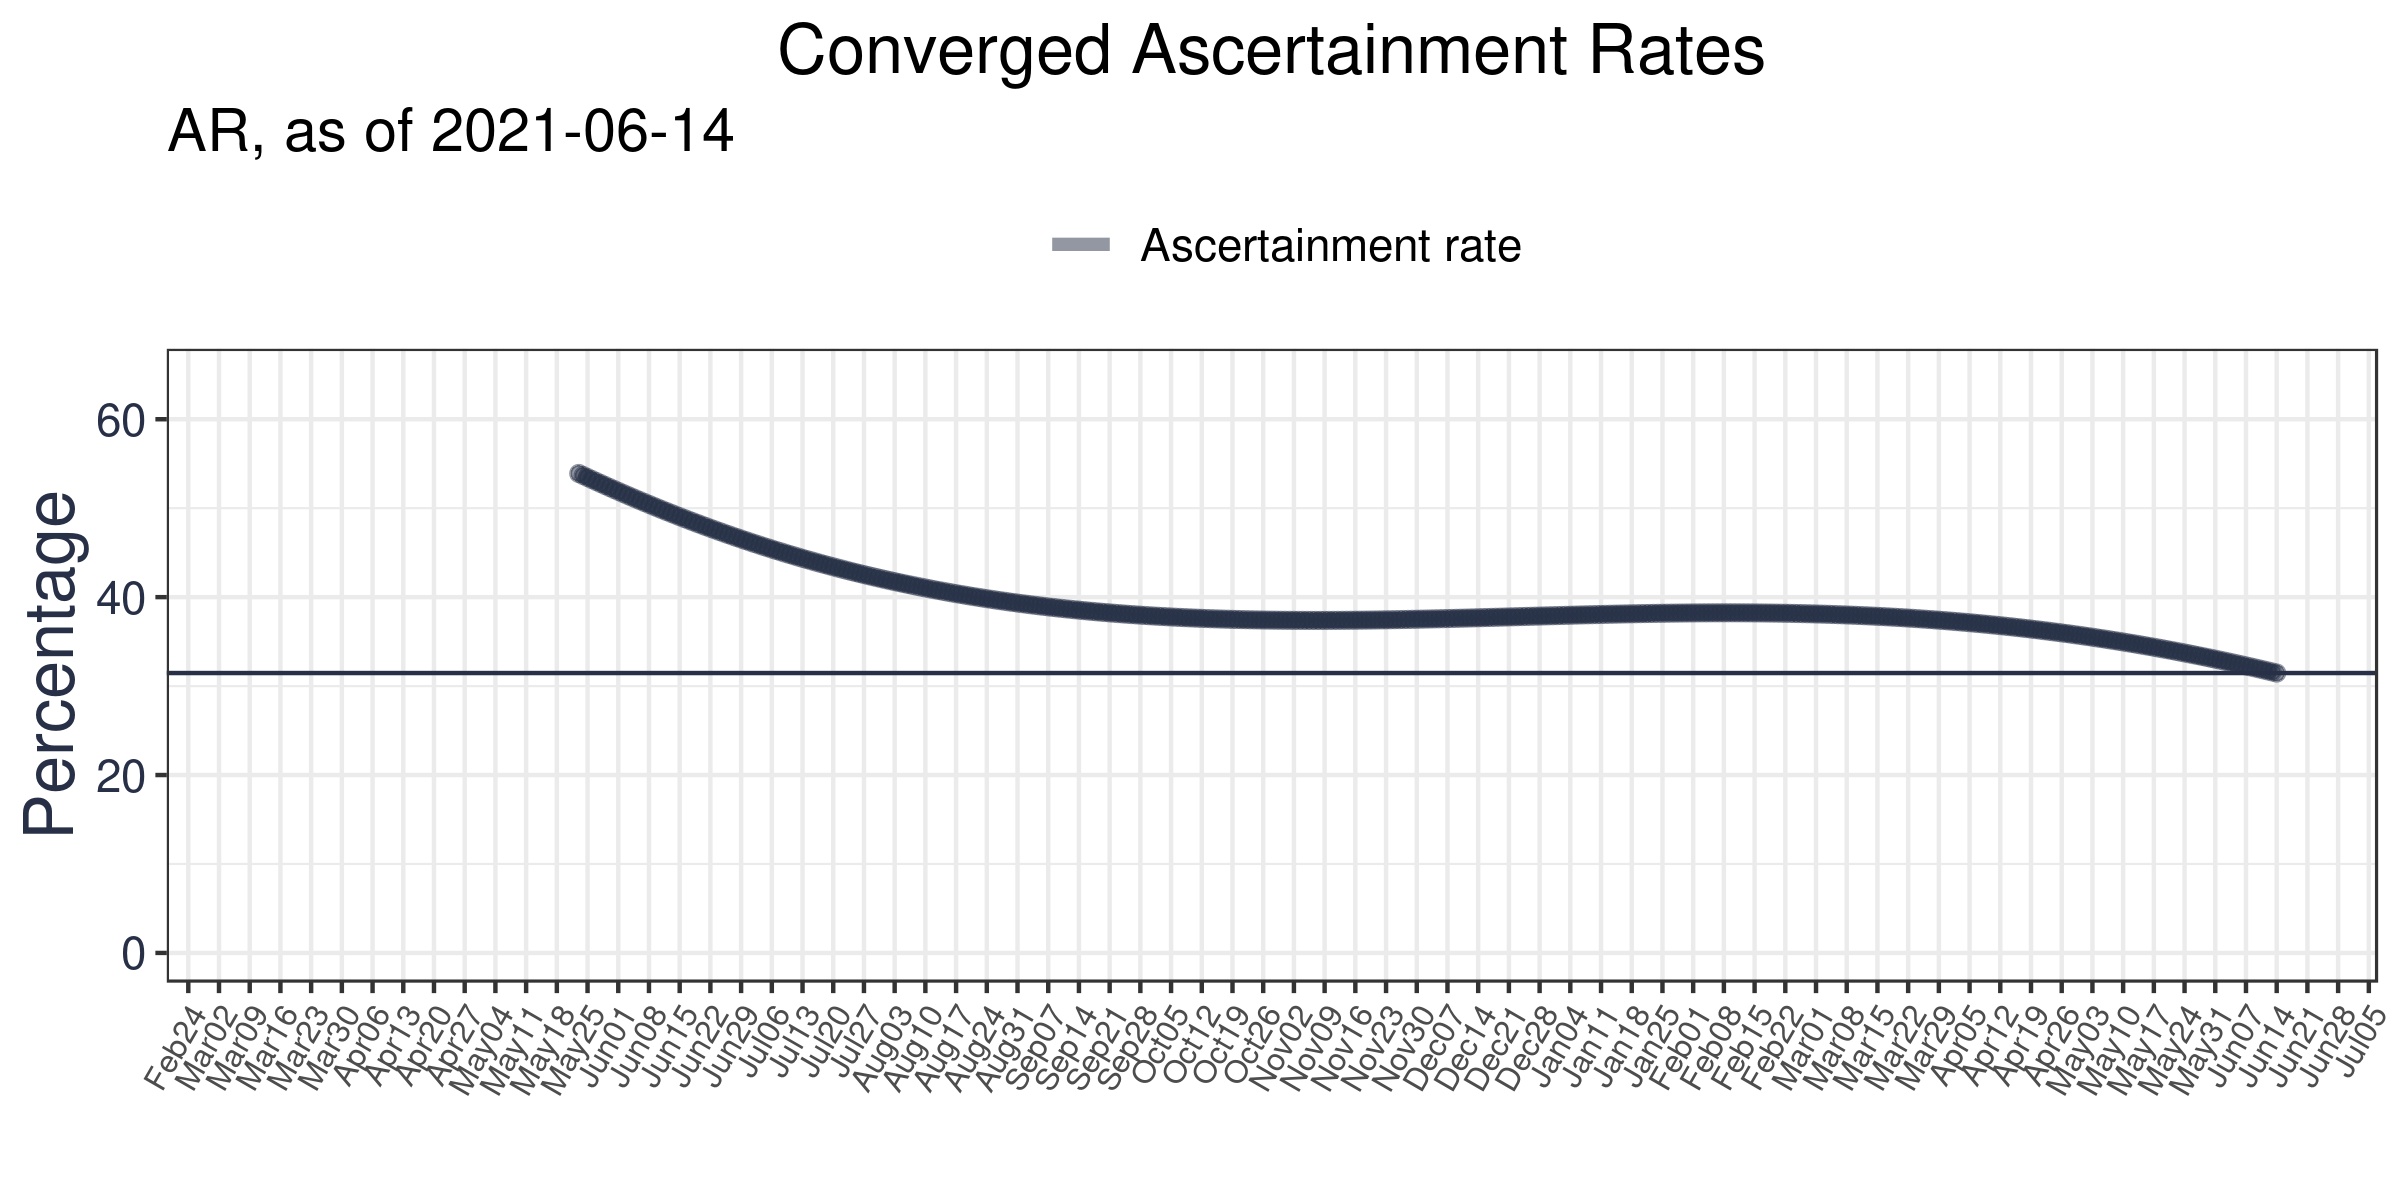 Converged Ascertainment Rates
AR, as of 2021-06-14
Ascertainment rate
Percentage
60
40
20
0
Feb24
Mar02
Mar09
Mar16
Mar23
Mar30
Apr06
Apr13
Apr20
Apr27
May04
May11
May18
May25
Jun01
Jun08
Jun15
Jun22
Jun29
Jul06
Jul13
Jul20
Jul27
Aug03
Aug10
Aug17
Aug24
Aug31
Sep07
Sep14
Sep21
Sep28
Oct05
Oct12
Oct19
Oct26
Nov02
Nov09
Nov16
Nov23
Nov30
Dec07
Dec14
Dec21
Dec28
Jan04
Jan11
Jan18
Jan25
Feb01
Feb08
Feb15
Feb22
Mar01
Mar08
Mar15
Mar22
Mar29
Apr05
Apr12
Apr19
Apr26
May03
May10
May17
May24
May31
Jun07
Jun14
Jun21
Jun28
Jul05